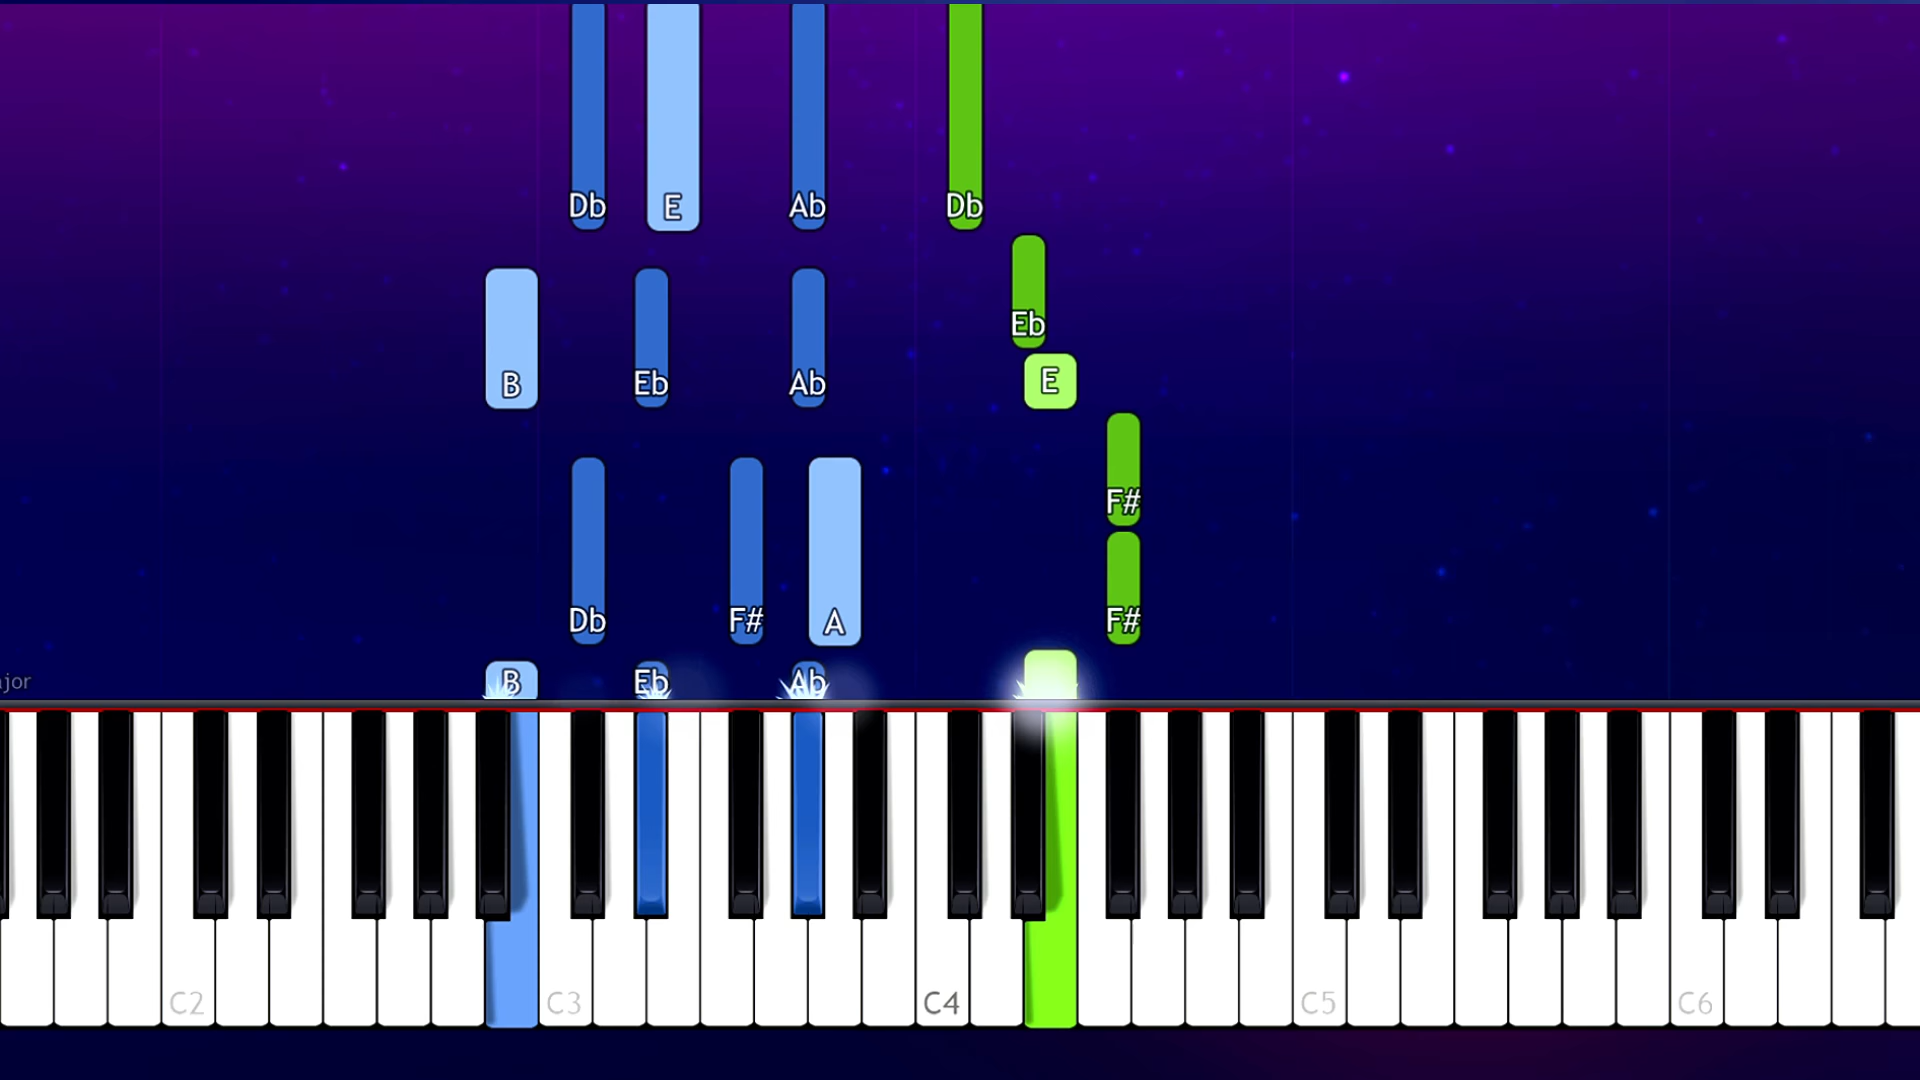 Db E Ab Db
Eb
B Eb Ab E
F#
Db F# A F#
B Eb Ab
jor
C2 C3 C4 C5 C6